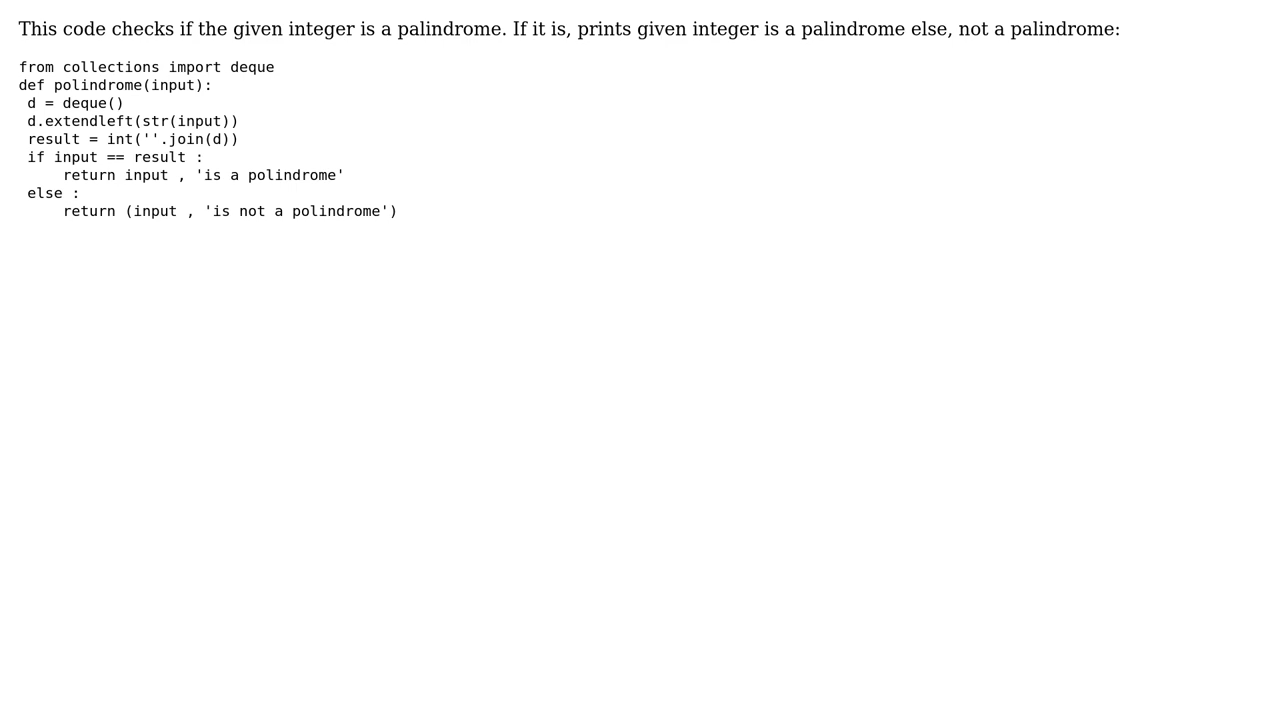 This code checks if the given integer is a palindrome. If it is, prints given integer is a palindrome else, not a palindrome:
from collections import deque
def polindrome(input):
 d = deque()
 d.extendleft(str(input))
 result = int(''.join(d))
 if input == result :
     return input , 'is a polindrome'
 else :
     return (input , 'is not a polindrome')